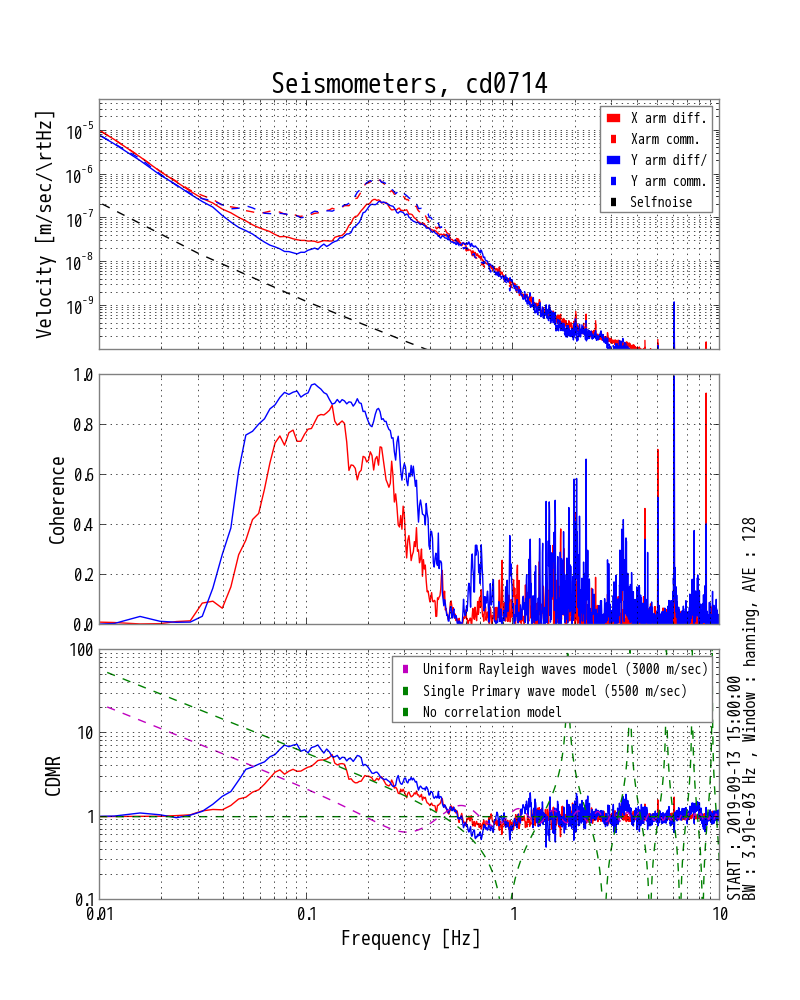 Seismometers, cd0714
Velocity [m/sec/\rtHz]
10^-5
10^-6
10^-7
10^-8
10^-9
X arm diff.
Xarm comm.
Y arm diff/
Y arm comm.
Selfnoise
Coherence
1.0
0.8
0.6
0.4
0.2
0.0
CDMR
100
10
1
0.1
Uniform Rayleigh waves model (3000 m/sec)
Single Primary wave model (5500 m/sec)
No correlation model
0.01
0.1
1
10
Frequency [Hz]
START : 2019-09-13 15:00:00
BW : 3.91e-03 Hz , Window : hanning, AVE : 128